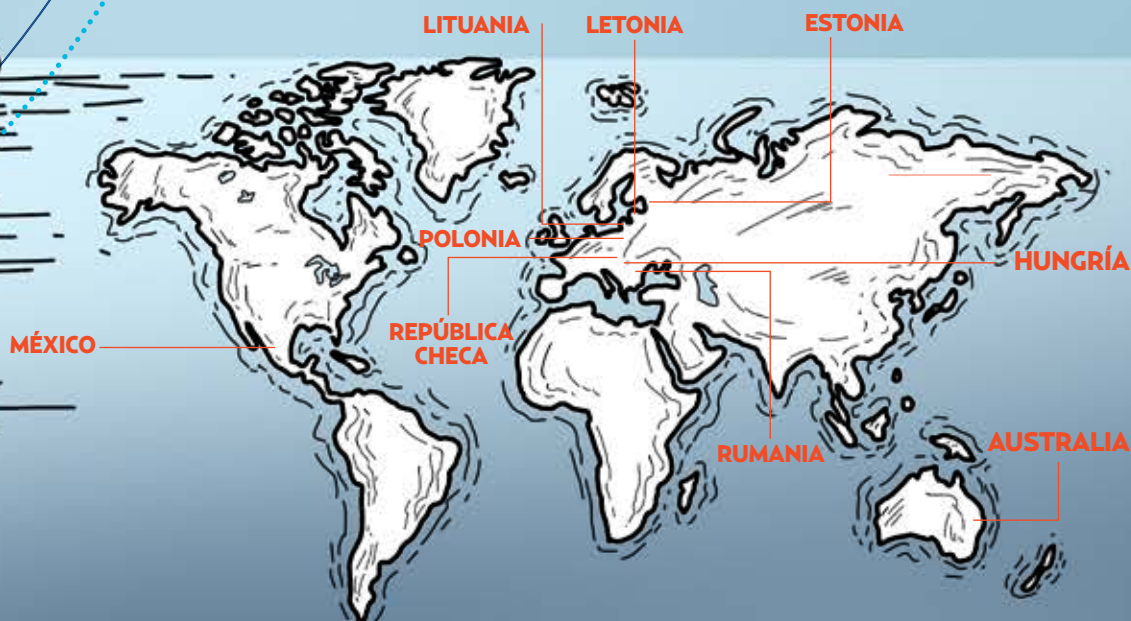 LITUANIA
LETONIA
ESTONIA
POLONIA
HUNGRÍA
MÉXICO
REPÚBLICA
CHECA
RUMANIA
AUSTRALIA